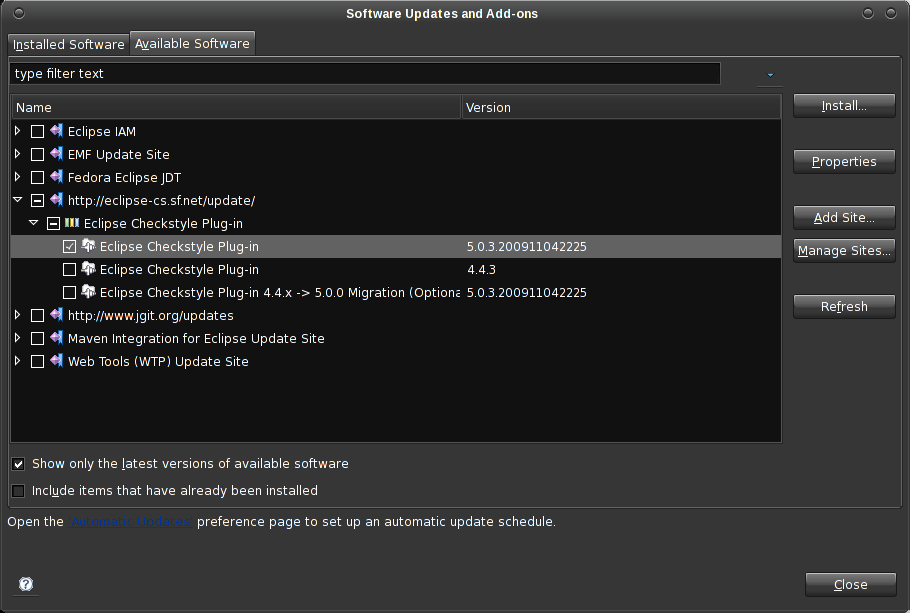 Software Updates and Add-ons
Installed Software Available Software
type filter text
Name Version
Install...
Eclipse IAM
EMF Update Site
Properties
Fedora Eclipse JDT
http://eclipse-cs.sf.net/update/
Add Site...
Eclipse Checkstyle Plug-in
Eclipse Checkstyle Plug-in 5.0.3.200911042225
Manage Sites...
Eclipse Checkstyle Plug-in 4.4.3
Eclipse Checkstyle Plug-in 4.4.x -> 5.0.0 Migration (Optiona 5.0.3.200911042225
Refresh
http://www.jgit.org/updates
Maven Integration for Eclipse Update Site
Web Tools (WTP) Update Site
Show only the latest versions of available software
Include items that have already been installed
Open the 'Automatic Updates' preference page to set up an automatic update schedule.
?
Close